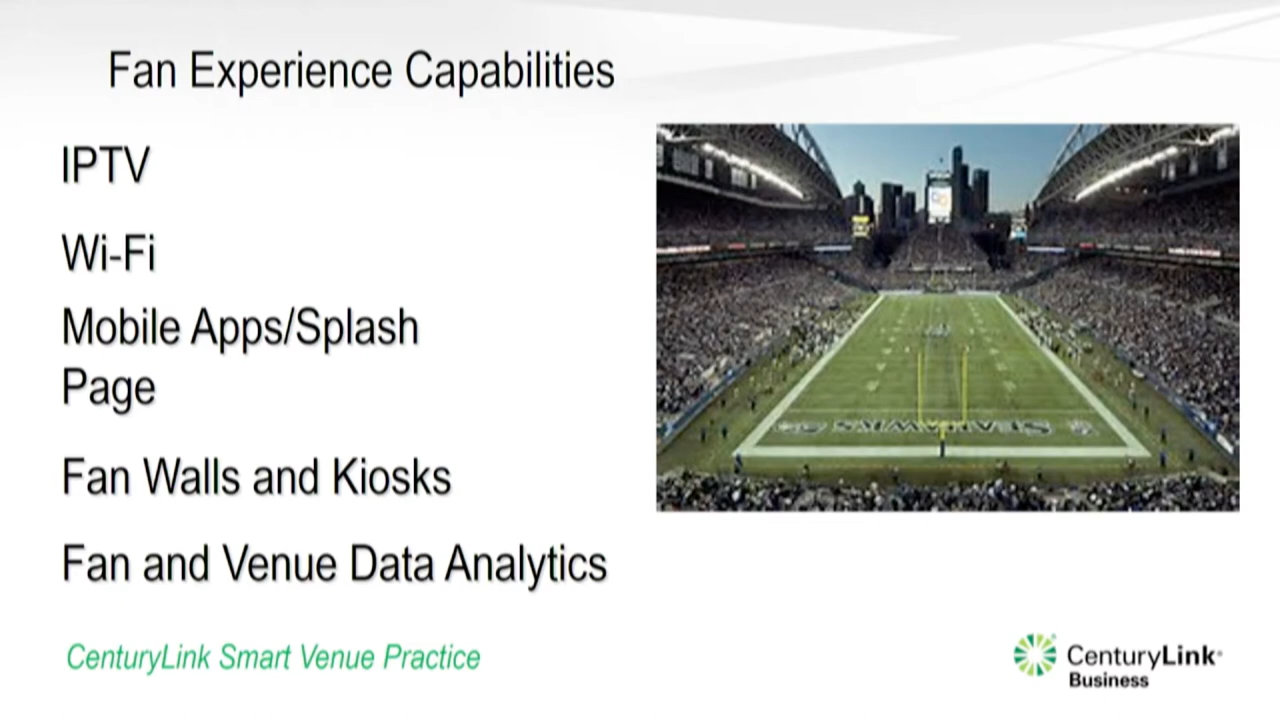 Fan Experience Capabilities
IPTV
Wi-Fi
Mobile Apps/Splash
Page
Fan Walls and Kiosks
Fan and Venue Data Analytics
SEAHAWKS
CenturyLink Smart Venue Practice
CenturyLink®
Business